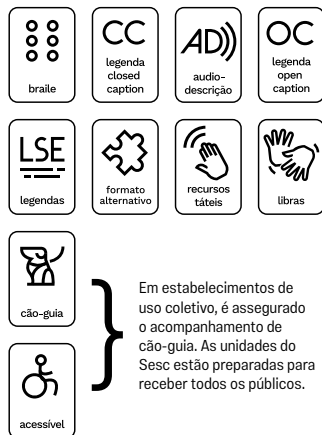 braile
CC
legenda
closed
caption
AD
audio-
descrição
OC
legenda
open
caption
LSE
legendas
formato
alternativo
recursos
táteis
libras
cão-guia
acessível
Em estabelecimentos de
uso coletivo, é assegurado
o acompanhamento de
cão-guia. As unidades do
Sesc estão preparadas para
receber todos os públicos.